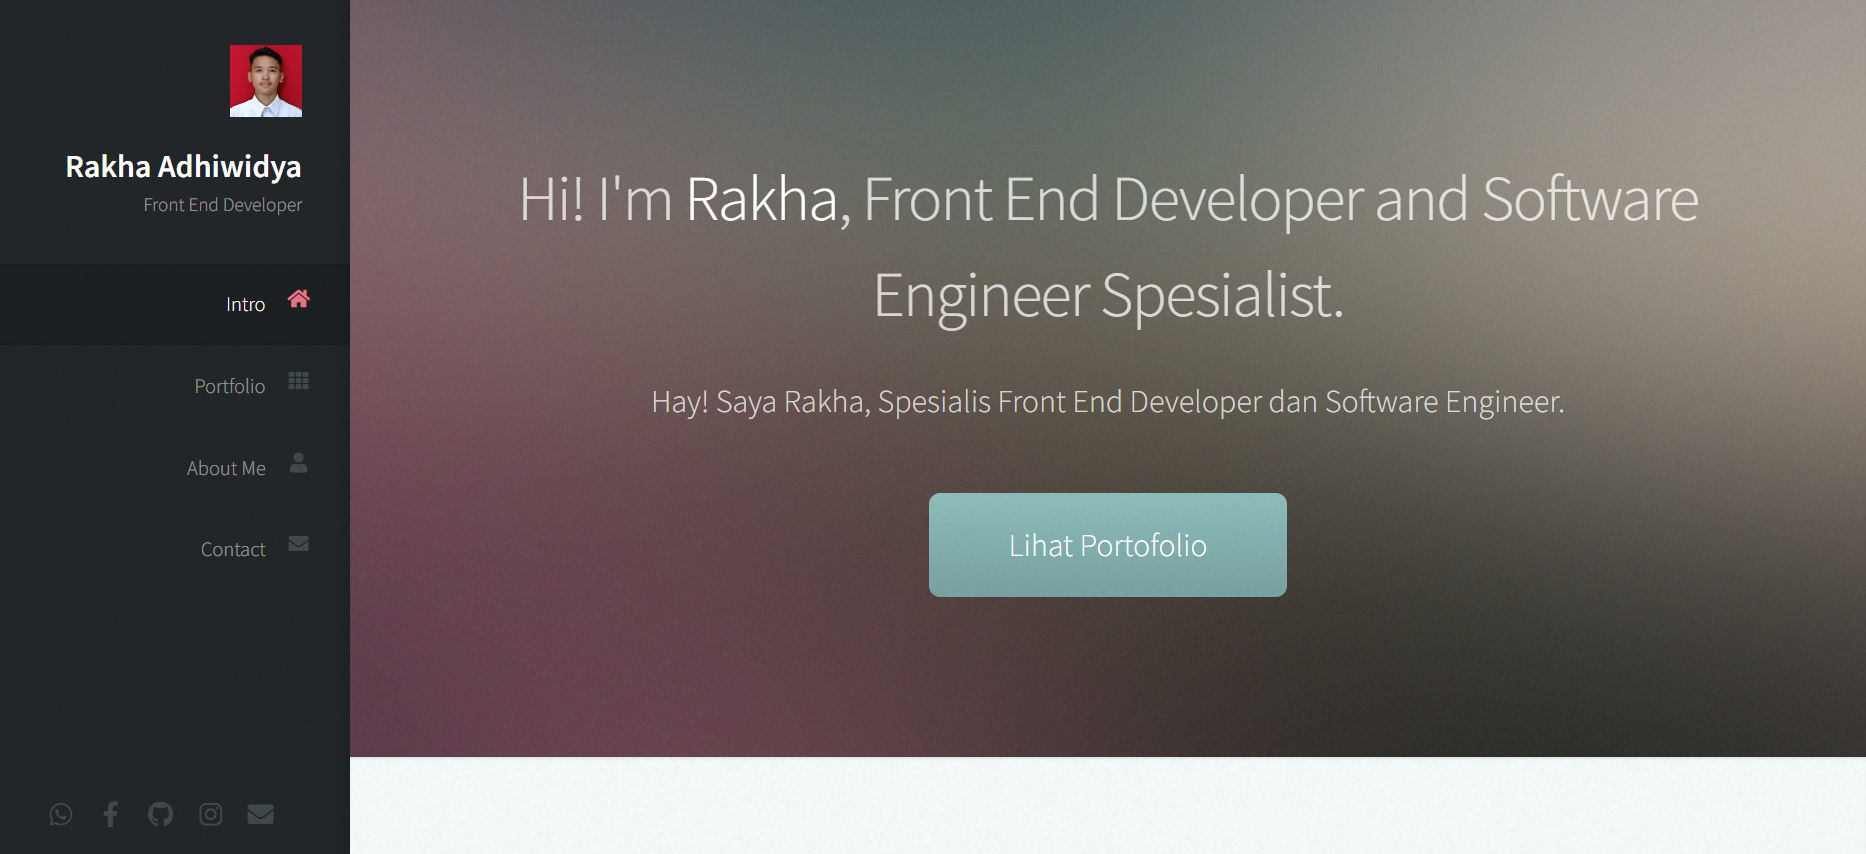 Rakha Adhiwidya
Front End Developer
Intro
Portfolio
About Me
Contact
Hi! I'm Rakha, Front End Developer and Software
Engineer Spesialist.
Hay! Saya Rakha, Spesialis Front End Developer dan Software Engineer.
Lihat Portofolio